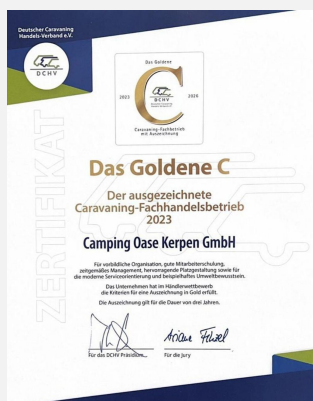 Deutscher Caravaning
Handels-Verband e.V.
DCHV
Das Goldene
2023
C
2026
DCHV
Caravaning-Fachbetrieb
mit Auszeichnung
ZERTIFIKAT
Das Goldene C
Der ausgezeichnete
Caravaning-Fachhandelsbetrieb
2023
Camping Oase Kerpen GmbH
Für vorbildliche Organisation, gute Mitarbeiterschulung,
zeitgemäßes Management, hervorragende Platzgestaltung sowie für
die moderne Serviceorientierung und beispielhaftes Umweltbewusstsein.
Das Unternehmen hat im Händlerwettbewerb
die Kriterien für eine Auszeichnung in Gold erfüllt.
Die Auszeichnung gilt für die Dauer von drei Jahren.
Für das DCHV Präsidium
Für die Jury